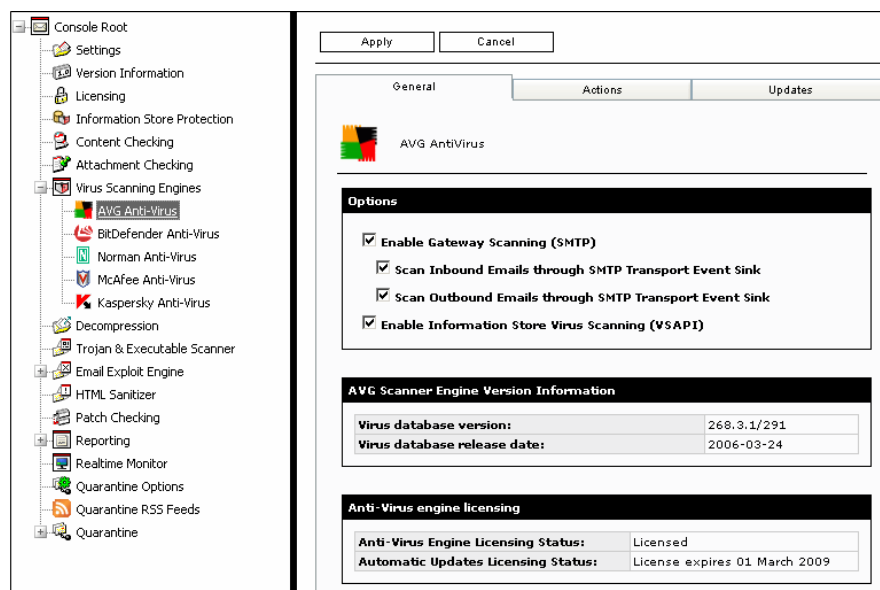 Console Root
Settings
Version Information
Licensing
Information Store Protection
Content Checking
Attachment Checking
Virus Scanning Engines
AVG Anti-Virus
BitDefender Anti-Virus
Norman Anti-Virus
McAfee Anti-Virus
Kaspersky Anti-Virus
Decompression
Trojan & Executable Scanner
Email Exploit Engine
HTML Sanitizer
Patch Checking
Reporting
Realtime Monitor
Quarantine Options
Quarantine RSS Feeds
Quarantine
Apply Cancel
General Actions Updates
AVG AntiVirus
Options
Enable Gateway Scanning (SMTP)
Scan Inbound Emails through SMTP Transport Event Sink
Scan Outbound Emails through SMTP Transport Event Sink
Enable Information Store Virus Scanning (VSAPI)
AVG Scanner Engine Version Information
Virus database version: 268.3.1/291
Virus database release date: 2006-03-24
Anti-Virus engine licensing
Anti-Virus Engine Licensing Status: Licensed
Automatic Updates Licensing Status: License expires 01 March 2009